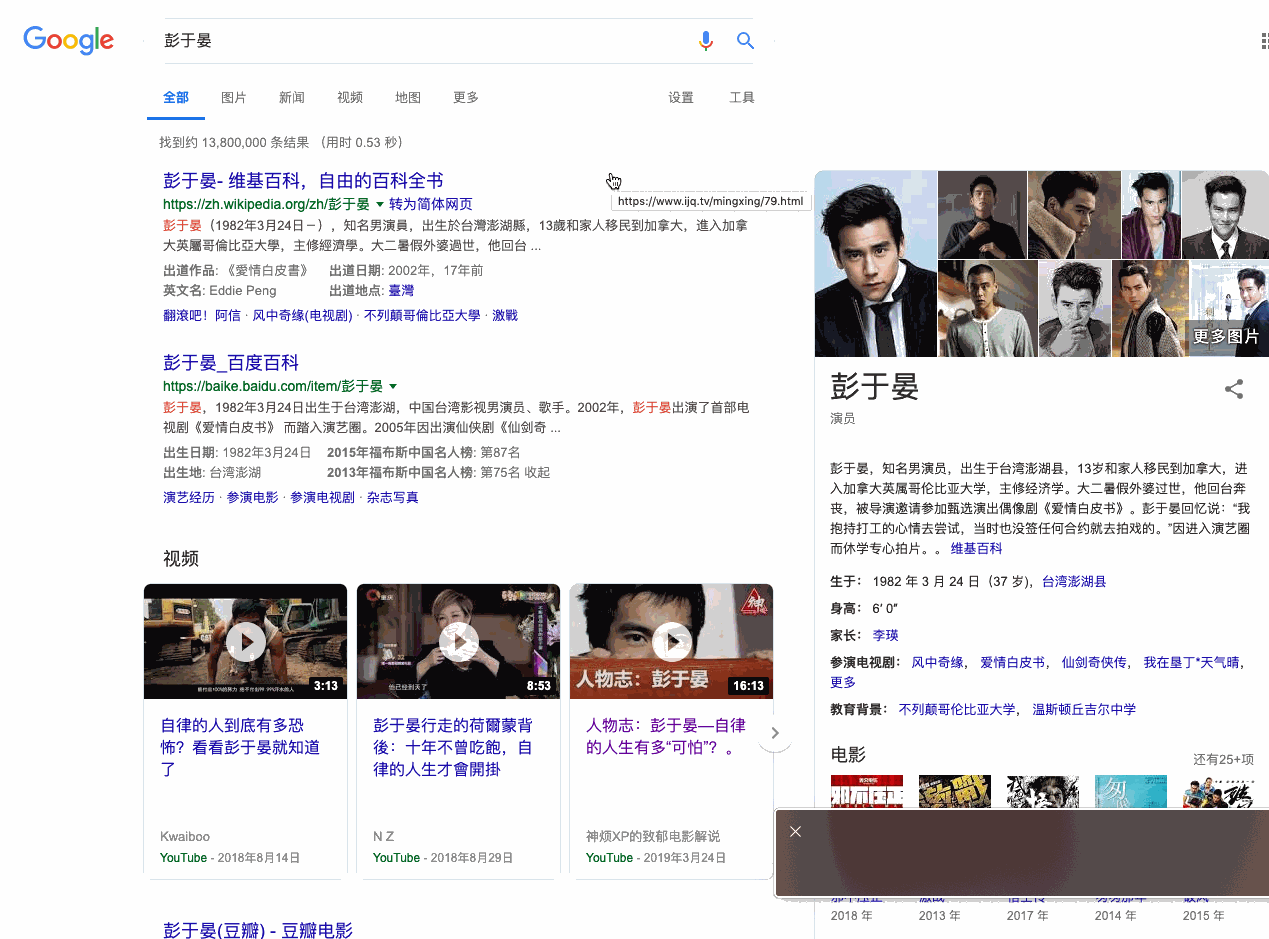 Google
彭于晏
全部 图片 新闻 视频 地图 更多 设置 工具
找到约 13,800,000 条结果 （用时 0.53 秒）
彭于晏- 维基百科，自由的百科全书
https://zh.wikipedia.org/zh/彭于晏 转为简体网页
https://www.ijq.tv/mingxing/79.html
彭于晏（1982年3月24日－），知名男演員，出生於台灣澎湖縣，13歲和家人移民到加拿大，進入加拿
大英屬哥倫比亞大學，主修經濟學。大二暑假外婆過世，他回台 ...
出道作品: 《愛情白皮書》 出道日期: 2002年，17年前
英文名: Eddie Peng 出道地点: 臺灣
翻滾吧！阿信 · 风中奇缘(电视剧) · 不列顛哥倫比亞大學 · 激戰
彭于晏_百度百科
https://baike.baidu.com/item/彭于晏
彭于晏，1982年3月24日出生于台湾澎湖，中国台湾影视男演员、歌手。2002年，彭于晏出演了首部电
视剧《爱情白皮书》 而踏入演艺圈。2005年因出演仙侠剧《仙剑奇 ...
出生日期: 1982年3月24日 2015年福布斯中国名人榜: 第87名
出生地: 台湾澎湖 2013年福布斯中国名人榜: 第75名 收起
演艺经历 · 参演电影 · 参演电视剧 · 杂志写真
视频
3:13
8:53
人物志：彭于晏
16:13
自律的人到底有多恐
怖？看看彭于晏就知道
了
Kwaiboo
YouTube - 2018年8月14日
彭于晏行走的荷爾蒙背
後：十年不曾吃飽，自
律的人生才會開掛
N Z
YouTube - 2018年8月29日
人物志：彭于晏—自律
的人生有多“可怕”？。
神烦XP的致郁电影解说
YouTube - 2019年3月24日
彭于晏(豆瓣) - 豆瓣电影
更多图片
彭于晏
演员
彭于晏，知名男演员，出生于台湾澎湖县，13岁和家人移民到加拿大，进
入加拿大英属哥伦比亚大学，主修经济学。大二暑假外婆过世，他回台奔
丧，被导演邀请参加甄选演出偶像剧《爱情白皮书》。彭于晏回忆说：“我
抱持打工的心情去尝试，当时也没签任何合约就去拍戏的。”因进入演艺圈
而休学专心拍片。。 维基百科
生于： 1982 年 3 月 24 日（37 岁)，台湾澎湖县
身高： 6′ 0″
家长： 李瑛
参演电视剧： 风中奇缘， 爱情白皮书， 仙剑奇侠传， 我在垦丁*天气晴，
更多
教育背景： 不列颠哥伦比亚大学， 温斯顿丘吉尔中学
电影 还有25+项
2018 年 2013 年 2017 年 2014 年 2015 年